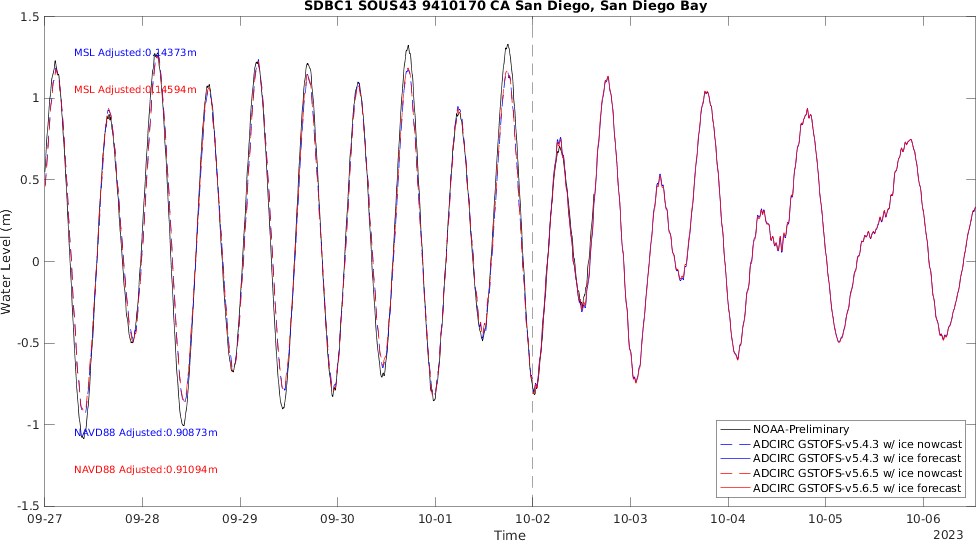 SDBC1 SOUS43 9410170 CA San Diego, San Diego Bay
1.5
MSL Adjusted:0.14373m
MSL Adjusted:0.14594m
1
0.5
Water Level (m)
0
-0.5
-1
NAVD88 Adjusted:0.90873m
NAVD88 Adjusted:0.91094m
-1.5
NOAA-Preliminary
ADCIRC GSTOFS-v5.4.3 w/ ice nowcast
ADCIRC GSTOFS-v5.4.3 w/ ice forecast
ADCIRC GSTOFS-v5.6.5 w/ ice nowcast
ADCIRC GSTOFS-v5.6.5 w/ ice forecast
09-27 09-28 09-29 09-30 10-01 10-02 10-03 10-04 10-05 10-06
Time
2023